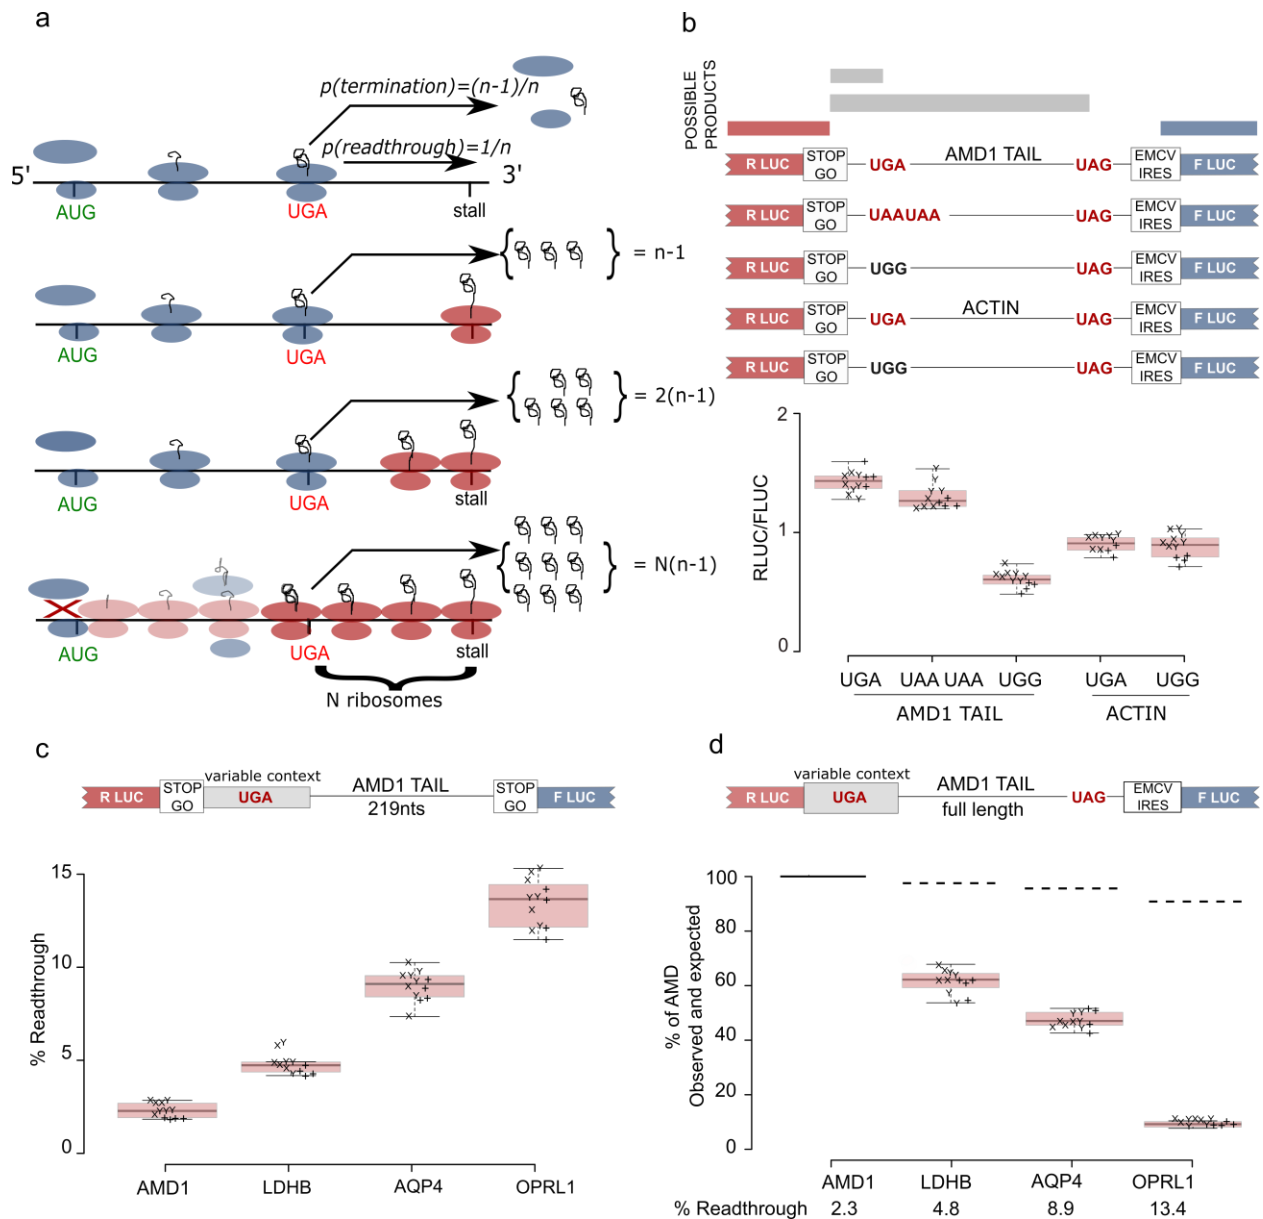 a
p(termination)=(n-1)/n
p(readthrough)=1/n
5'
3'
AUG
UGA
stall
= n-1
AUG
UGA
= 2(n-1)
AUG
UGA
stall
= N(n-1)
AUG
UGA
stall
N ribosomes
b
POSSIBLE
PRODUCTS
R LUC
STOP
GO
UGA
AMD1 TAIL
UAG
EMCV
IRES
F LUC
R LUC
STOP
GO
UAAUAA
UAG
EMCV
IRES
F LUC
R LUC
STOP
GO
UGG
UAG
EMCV
IRES
F LUC
R LUC
STOP
GO
UGA
ACTIN
UAG
EMCV
IRES
F LUC
R LUC
STOP
GO
UGG
UAG
EMCV
IRES
F LUC
RLUC/FLUC
2
1
0
UGA UAA UAA UGG UGA UGG
AMD1 TAIL ACTIN
c
R LUC
STOP
GO
variable context
UGA
AMD1 TAIL
219nts
STOP
GO
F LUC
% Readthrough
15
10
5
0
AMD1 LDHB AQP4 OPRL1
d
R LUC
variable context
UGA
AMD1 TAIL
full length
UAG
EMCV
IRES
F LUC
% of AMD
Observed and expected
100
80
60
40
20
0
AMD1 LDHB AQP4 OPRL1
% Readthrough 2.3 4.8 8.9 13.4